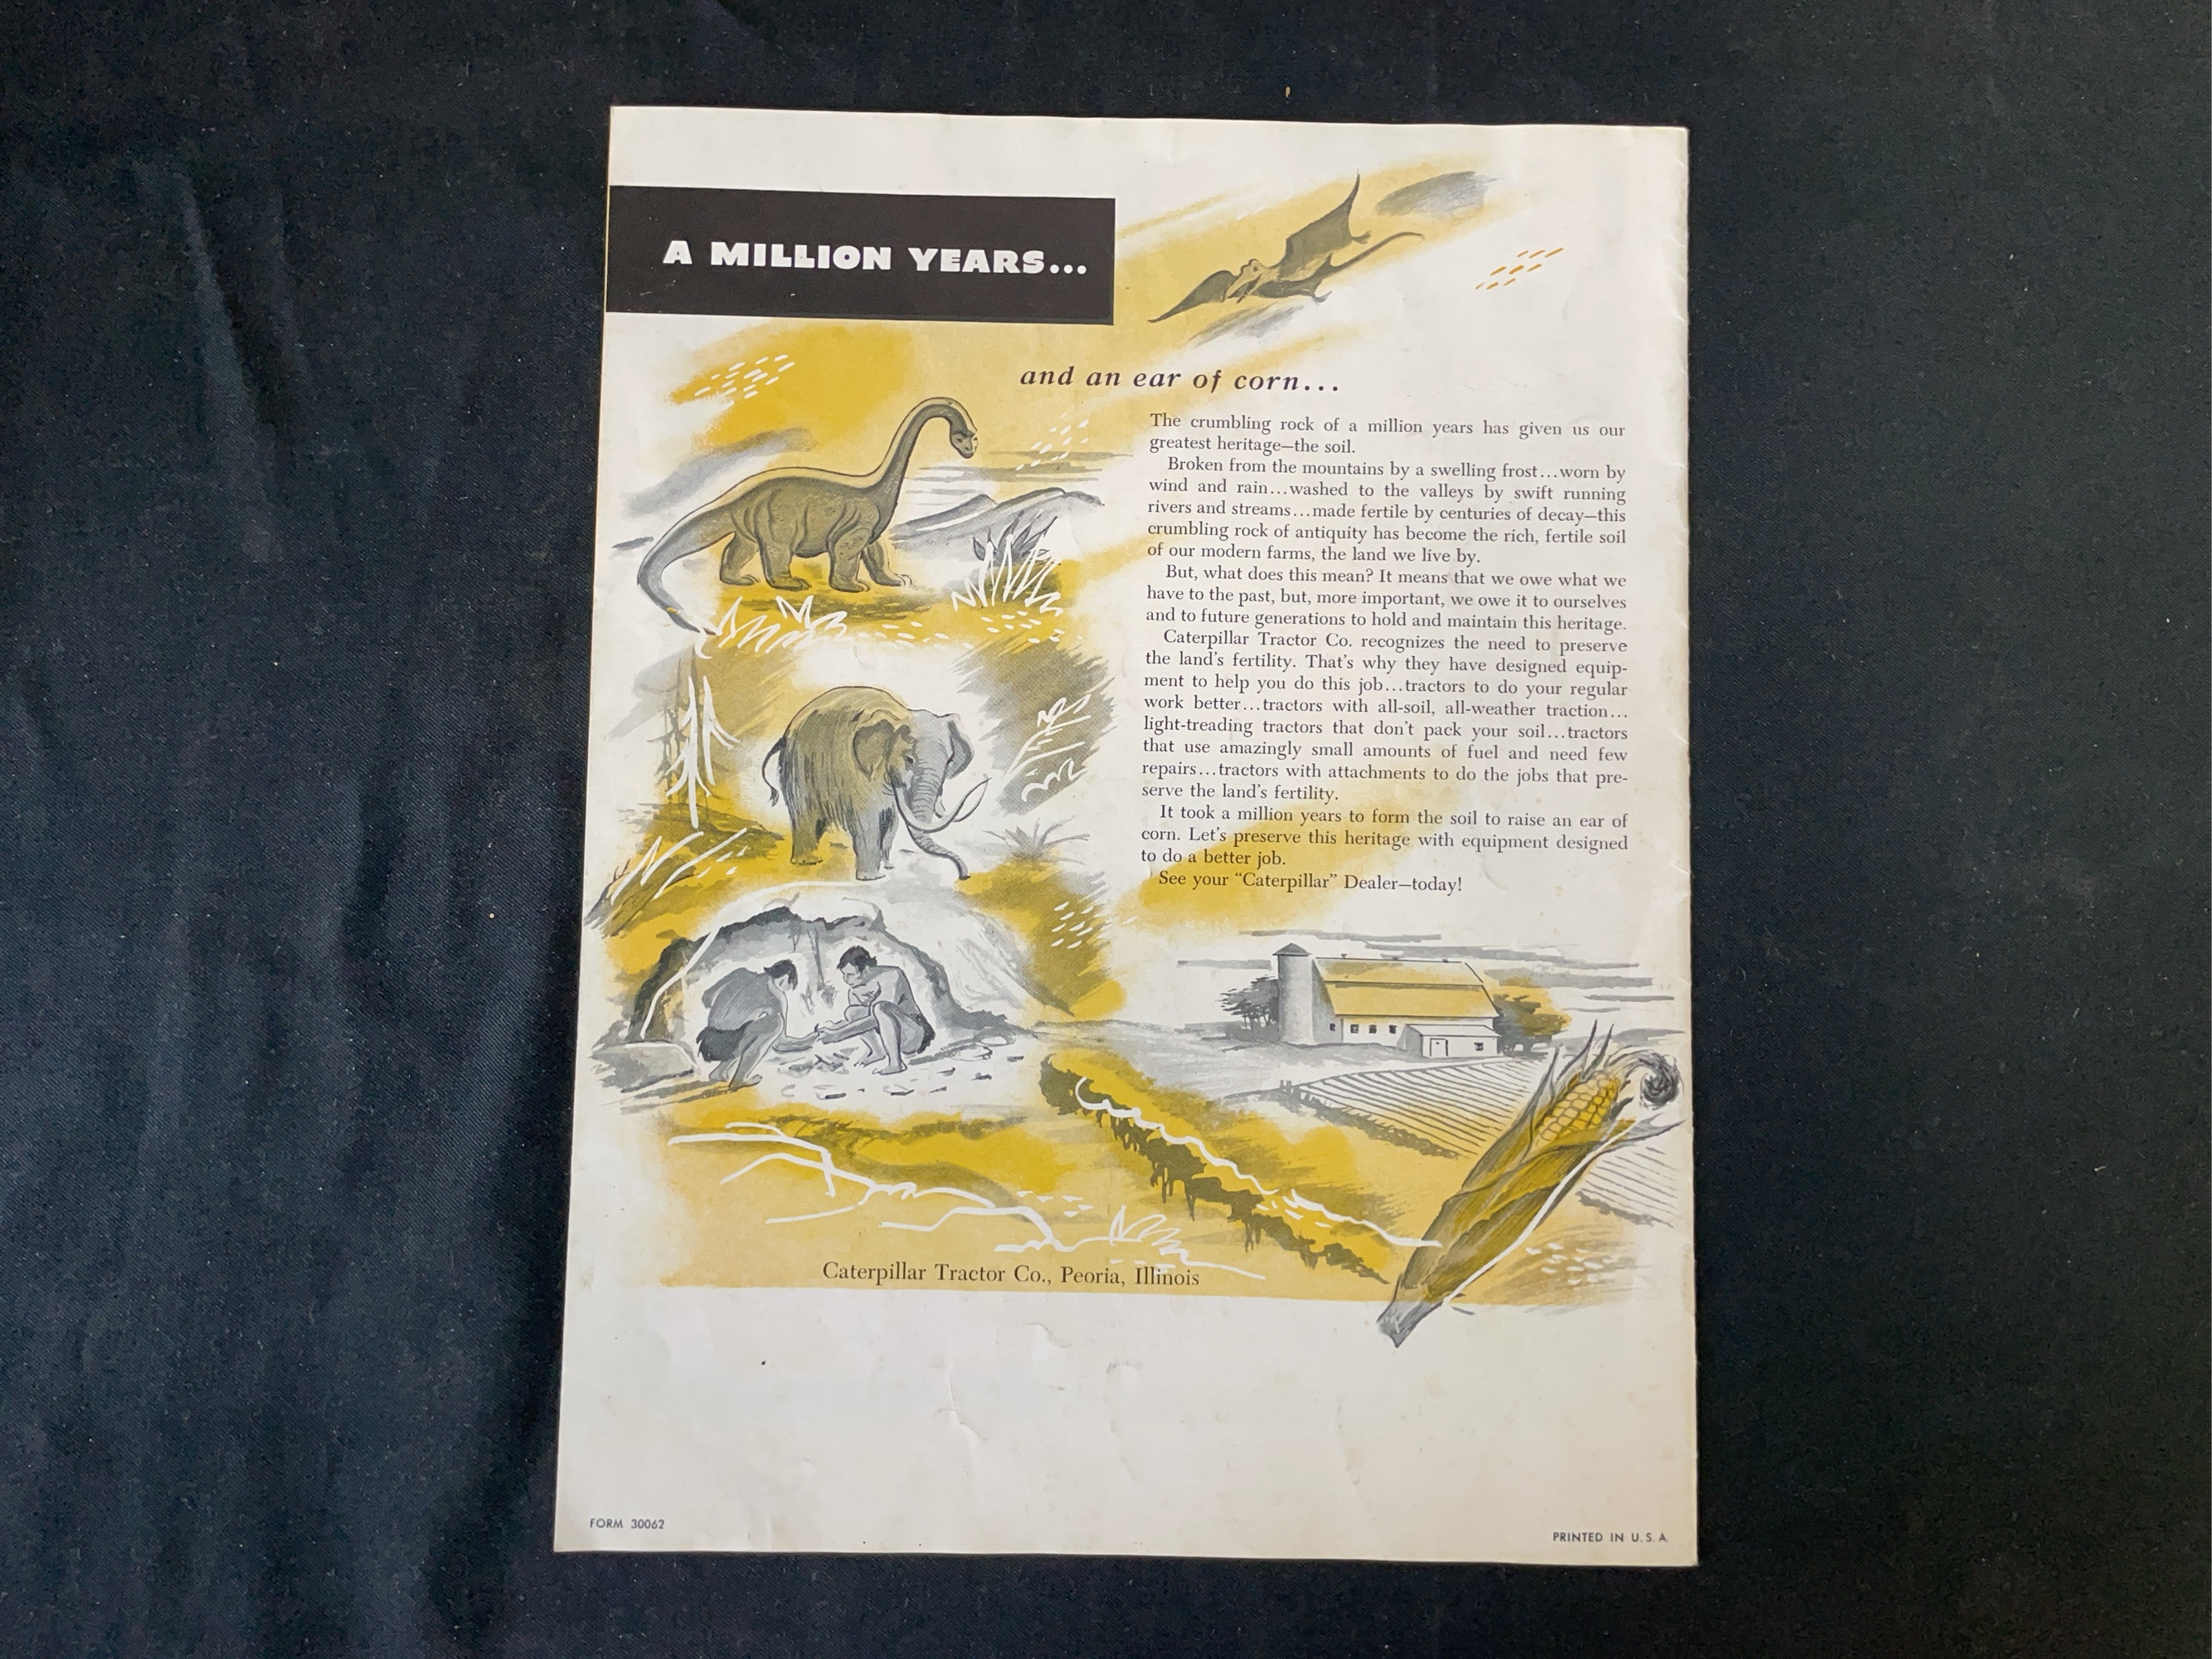 A MILLION YEARS...
and an ear of corn...
The crumbling rock of a million years has given us our
greatest heritage—the soil.
Broken from the mountains by a swelling frost...worn by
wind and rain...washed to the valleys by swift running
rivers and streams...made fertile by centuries of decay—this
crumbling rock of antiquity has become the rich, fertile soil
of our modern farms, the land we live by.
But, what does this mean? It means that we owe what we
have to the past, but, more important, we owe it to ourselves
and to future generations to hold and maintain this heritage.
Caterpillar Tractor Co. recognizes the need to preserve
the land's fertility. That's why they have designed equip-
ment to help you do this job...tractors to do your regular
work better...tractors with all-soil, all-weather traction...
light-treading tractors that don't pack your soil...tractors
that use amazingly small amounts of fuel and need few
repairs...tractors with attachments to do the jobs that pre-
serve the land's fertility.
It took a million years to form the soil to raise an ear of
corn. Let's preserve this heritage with equipment designed
to do a better job.
See your "Caterpillar" Dealer—today!
Caterpillar Tractor Co., Peoria, Illinois
FORM 30062
PRINTED IN U.S.A.